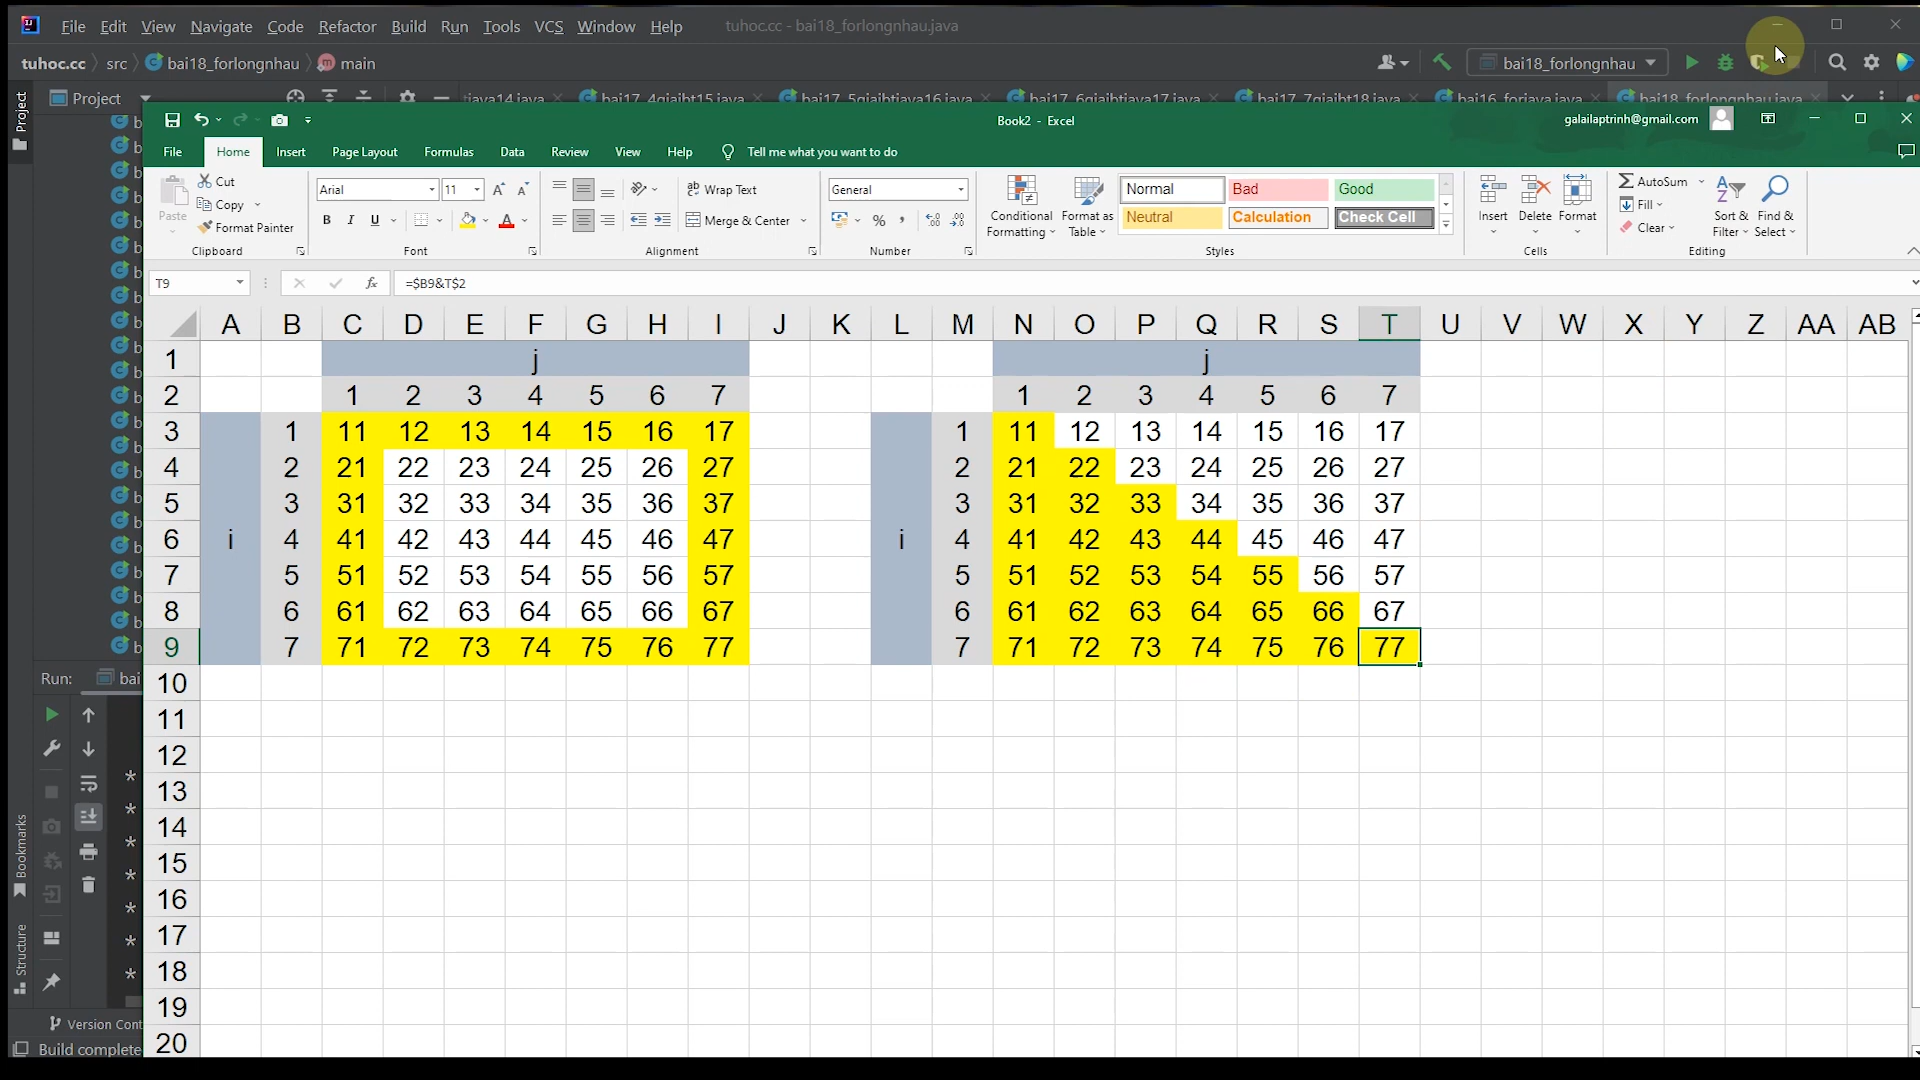 File Edit View Navigate Code Refactor Build Run Tools VCS Window Help tuhoc.cc - bai18_forlongnhau.java
tuhoc.cc src bai18_forlongnhau main bai18_forlongnhau
Project Project
Book2 - Excel galailaptrinh@gmail.com
File Home Insert Page Layout Formulas Data Review View Help Tell me what you want to do
Paste Cut Copy Format Painter Clipboard
Arial 11 B I U A Font
Wrap Text Merge & Center Alignment
General % , Number
Conditional Formatting Format as Table
Normal Bad Good
Neutral Calculation Check Cell
Styles
Insert Delete Format Cells
AutoSum Fill Clear Sort & Filter Find & Select Editing
T9 fx =$B9&T$2
A B C D E F G H I J K L M N O P Q R S T U V W X Y Z AA AB
1 j j
2 1 2 3 4 5 6 7 1 2 3 4 5 6 7
3 1 11 12 13 14 15 16 17 1 11 12 13 14 15 16 17
4 2 21 22 23 24 25 26 27 2 21 22 23 24 25 26 27
5 3 31 32 33 34 35 36 37 3 31 32 33 34 35 36 37
6 i 4 41 42 43 44 45 46 47 i 4 41 42 43 44 45 46 47
7 5 51 52 53 54 55 56 57 5 51 52 53 54 55 56 57
8 6 61 62 63 64 65 66 67 6 61 62 63 64 65 66 67
9 7 71 72 73 74 75 76 77 7 71 72 73 74 75 76 77
10
11
12
13
14
15
16
17
18
19
20
Run: bai
*
*
*
*
*
*
*
Bookmarks
Structure
Version Cont
Build complete